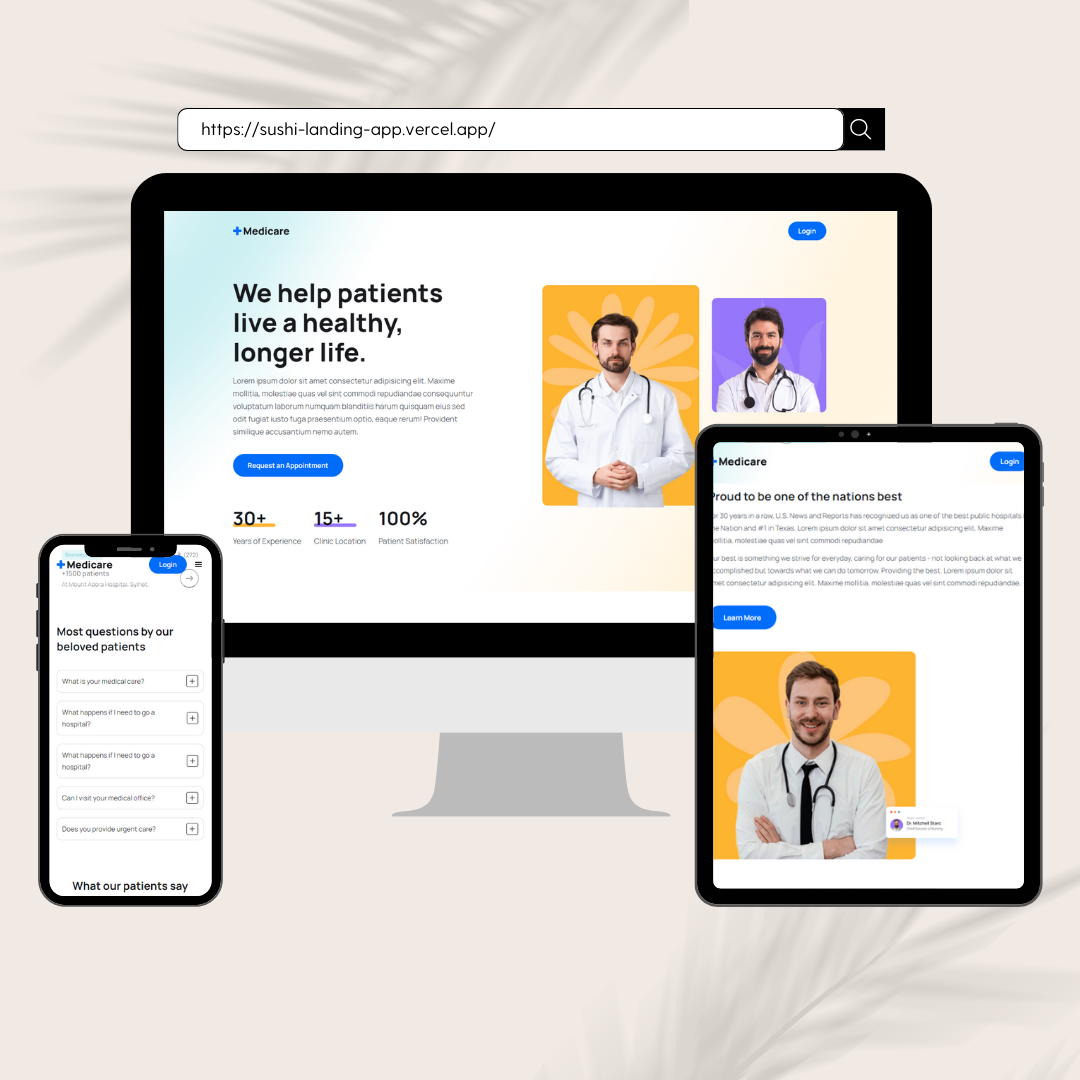 https://sushi-landing-app.vercel.app/
Medicare
Login
We help patients
live a healthy,
longer life.
Lorem ipsum dolor sit amet consectetur adipisicing elit. Maxime
mollitia, molestiae quas vel sint commodi repudiandae consequuntur
voluptatum laborum numquam blanditiis harum quisquam eius sed
odit fugiat iusto fuga praesentium optio, eaque rerum! Provident
similique accusantium nemo autem.
Request an Appointment
30+
Years of Experience
15+
Clinic Location
100%
Patient Satisfaction
Medicare
Login
(272)
+1500 patients
At Mount Adora Hospital, Sylhet.
Most questions by our
beloved patients
What is your medical care?
What happens if I need to go a
hospital?
What happens if I need to go a
hospital?
Can I visit your medical office?
Does you provide urgent care?
What our patients say
Medicare
Login
Proud to be one of the nations best
or 30 years in a row, U.S. News and Reports has recognized us as one of the best public hospitals
he Nation and #1 in Texas. Lorem ipsum dolor sit amet consectetur adipisicing elit. Maxime
mollitia, molestiae quas vel sint commodi repudiandae
ur best is something we strive for everyday, caring for our patients - not looking back at what we
ccomplished but towards what we can do tomorrow. Providing the best. Lorem ipsum dolor sit
met consectetur adipisicing elit. Maxime mollitia, molestiae quas vel sint commodi repudiandae.
Learn More
Dr. Mitchell Starc